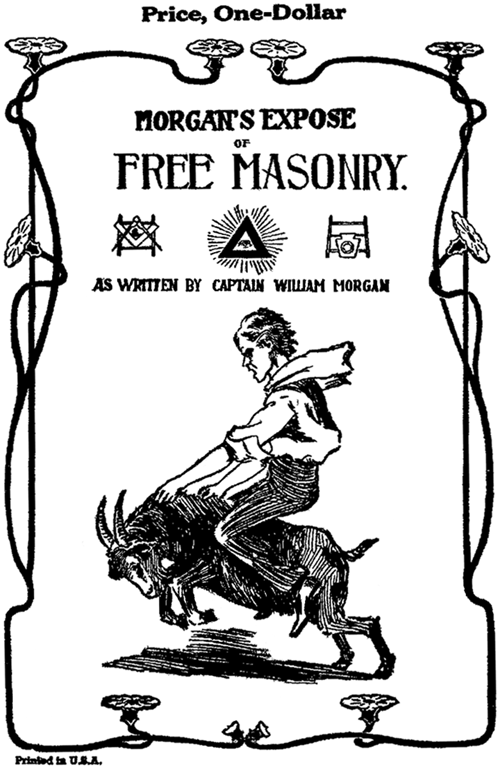 Price, One-Dollar
MORGAN'S EXPOSE
OF
FREE MASONRY.
AS WRITTEN BY CAPTAIN WILLIAM MORGAN
Printed in U.S.A.